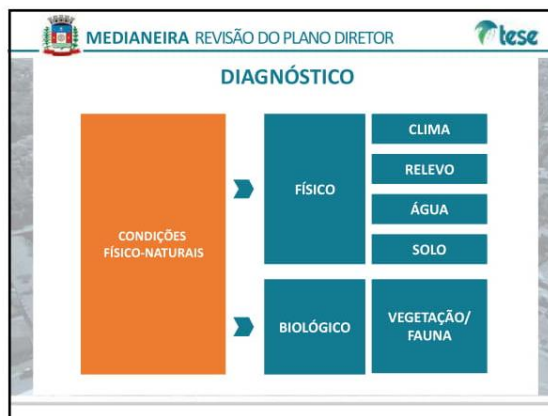 MEDIANEIRA REVISÃO DO PLANO DIRETOR
tese
DIAGNÓSTICO
CONDIÇÕES
FÍSICO-NATURAIS
FÍSICO
CLIMA
RELEVO
ÁGUA
SOLO
BIOLÓGICO
VEGETAÇÃO/
FAUNA